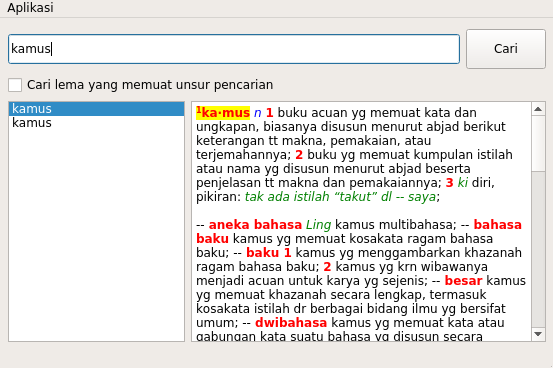 Aplikasi
kamus
Cari
Cari lema yang memuat unsur pencarian
kamus
kamus
¹ka·mus n 1 buku acuan yg memuat kata dan
ungkapan, biasanya disusun menurut abjad berikut
keterangan tt makna, pemakaian, atau
terjemahannya; 2 buku yg memuat kumpulan istilah
atau nama yg disusun menurut abjad beserta
penjelasan tt makna dan pemakaiannya; 3 ki diri,
pikiran: tak ada istilah “takut” dl -- saya;
-- aneka bahasa Ling kamus multibahasa; -- bahasa
baku kamus yg memuat kosakata ragam bahasa
baku; -- baku 1 kamus yg menggambarkan khazanah
ragam bahasa baku; 2 kamus yg krn wibawanya
menjadi acuan untuk karya yg sejenis; -- besar kamus
yg memuat khazanah secara lengkap, termasuk
kosakata istilah dr berbagai bidang ilmu yg bersifat
umum; -- dwibahasa kamus yg memuat kata atau
gabungan kata suatu bahasa yg disusun secara